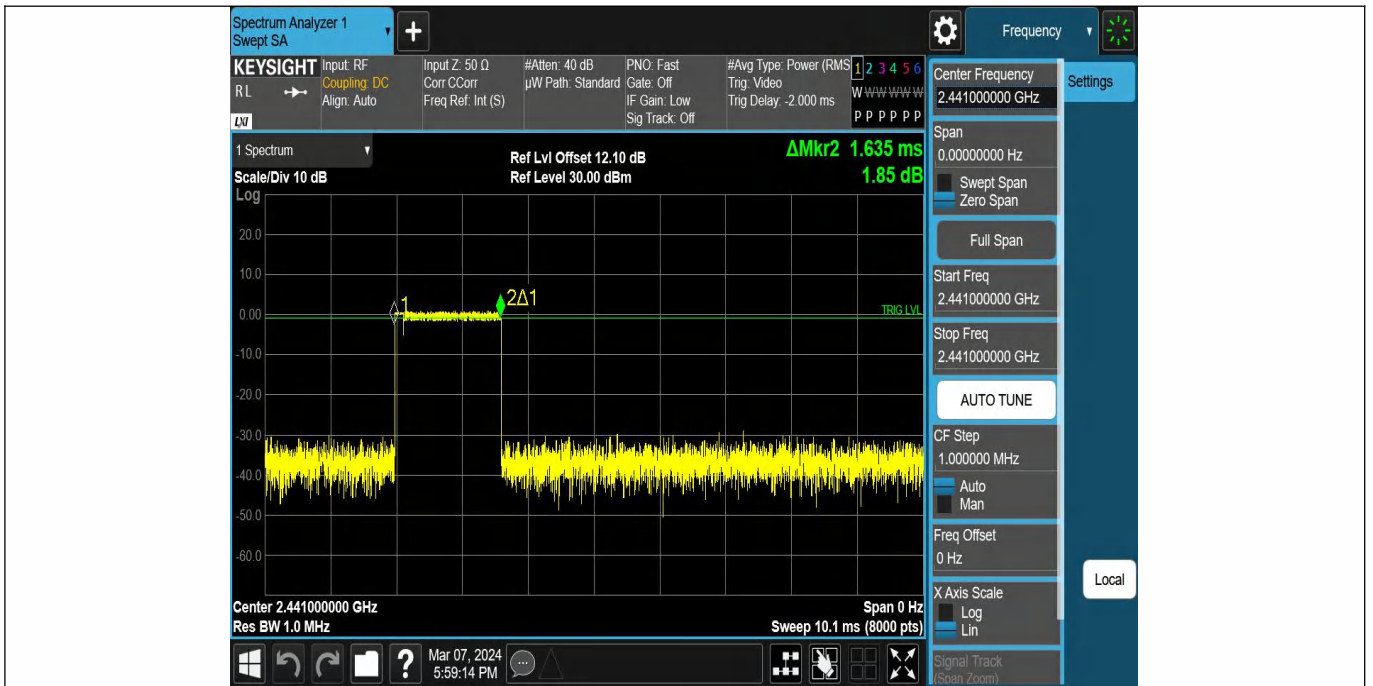 Spectrum Analyzer 1
Swept SA
+
Frequency
KEYSIGHT
RL
LXI
Input: RF
Coupling: DC
Align: Auto
Input Z: 50 Ω
Corr CCorr
Freq Ref: Int (S)
#Atten: 40 dB
µW Path: Standard
PNO: Fast
Gate: Off
IF Gain: Low
Sig Track: Off
#Avg Type: Power (RMS
Trig: Video
Trig Delay: -2.000 ms
1 2 3 4 5 6
W W W W W W
P P P P P P
1 Spectrum
Scale/Div 10 dB
Ref Lvl Offset 12.10 dB
Ref Level 30.00 dBm
ΔMkr2 1.635 ms
1.85 dB
Log
20.0
10.0
0.00
-10.0
-20.0
-30.0
-40.0
-50.0
-60.0
1
2Δ1
TRIG LVL
Center 2.441000000 GHz
Res BW 1.0 MHz
Span 0 Hz
Sweep 10.1 ms (8000 pts)
Center Frequency
2.441000000 GHz
Settings
Span
0.00000000 Hz
Swept Span
Zero Span
Full Span
Start Freq
2.441000000 GHz
Stop Freq
2.441000000 GHz
AUTO TUNE
CF Step
1.000000 MHz
Auto
Man
Freq Offset
0 Hz
X Axis Scale
Log
Lin
Signal Track
(Span Zoom)
Local
?
Mar 07, 2024
5:59:14 PM